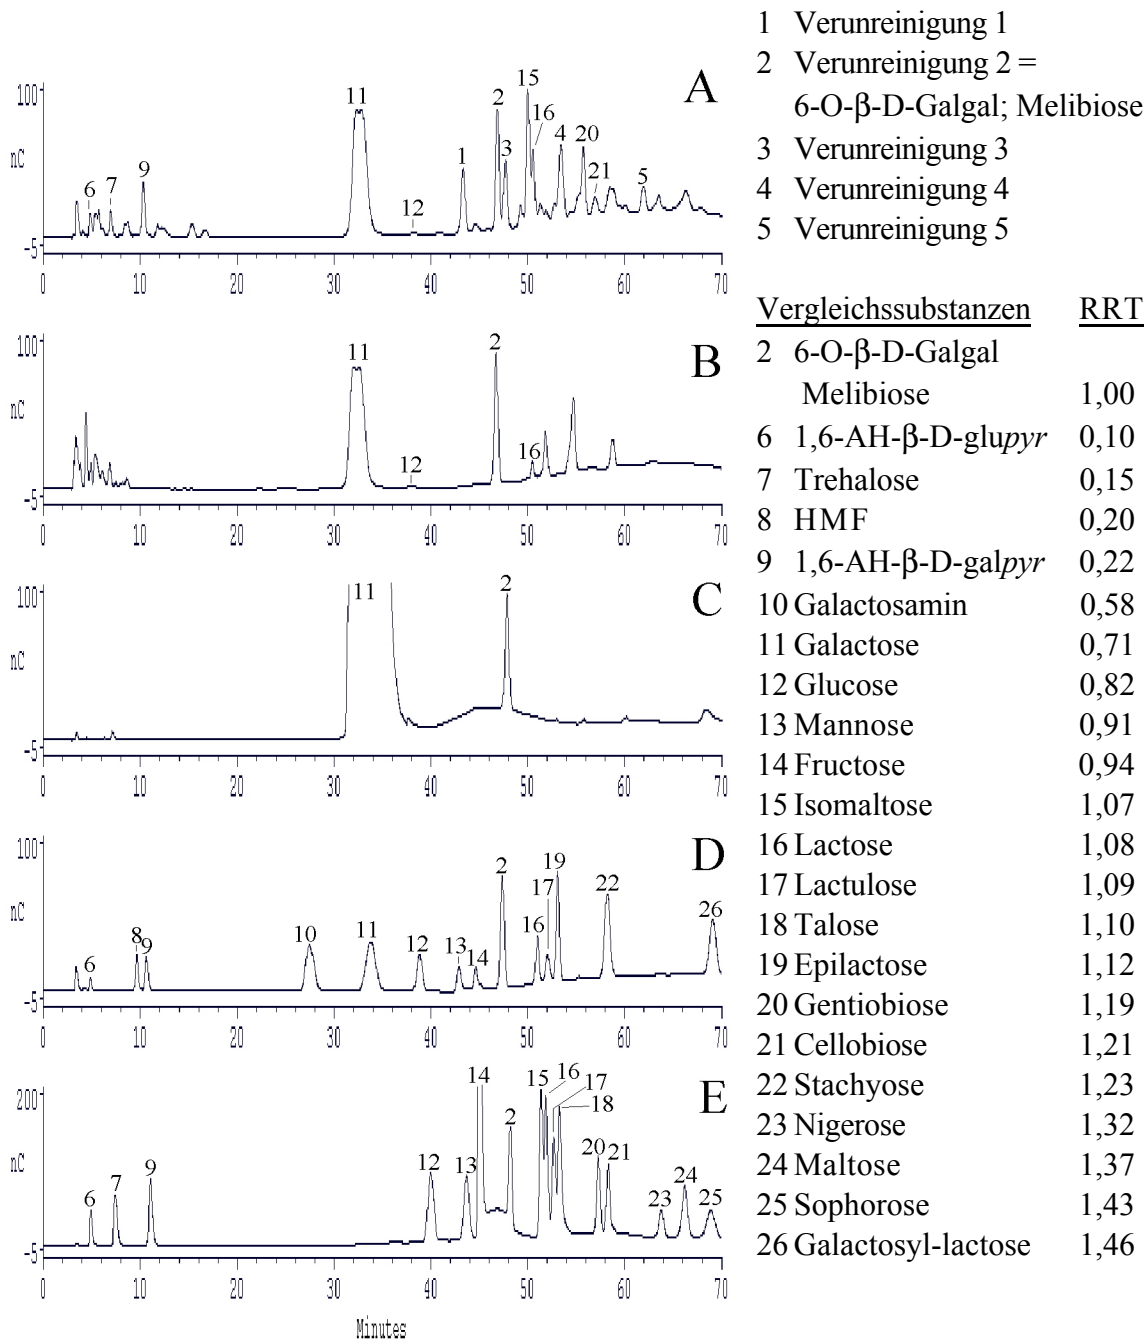 A
100
nC
-5
6
7
9
11
12
1
2
3
15
16
4
20
21
5
0
10
20
30
40
50
60
70
B
100
nC
-5
11
12
2
16
0
10
20
30
40
50
60
70
C
100
nC
-5
11
2
0
10
20
30
40
50
60
70
D
100
nC
-5
6
8
9
10
11
12
13
14
2
16
17
19
22
26
0
10
20
30
40
50
60
70
E
200
nC
-5
6
7
9
12
13
14
2
15
16
17
18
20
21
23
24
25
0
10
20
30
40
50
60
70
Minutes
1 Verunreinigung 1
2 Verunreinigung 2 =
6-O-β-D-Galgal; Melibiose
3 Verunreinigung 3
4 Verunreinigung 4
5 Verunreinigung 5
Vergleichssubstanzen RRT
2 6-O-β-D-Galgal
Melibiose 1,00
6 1,6-AH-β-D-glupyr 0,10
7 Trehalose 0,15
8 HMF 0,20
9 1,6-AH-β-D-galpyr 0,22
10 Galactosamin 0,58
11 Galactose 0,71
12 Glucose 0,82
13 Mannose 0,91
14 Fructose 0,94
15 Isomaltose 1,07
16 Lactose 1,08
17 Lactulose 1,09
18 Talose 1,10
19 Epilactose 1,12
20 Gentiobiose 1,19
21 Cellobiose 1,21
22 Stachyose 1,23
23 Nigerose 1,32
24 Maltose 1,37
25 Sophorose 1,43
26 Galactosyl-lactose 1,46